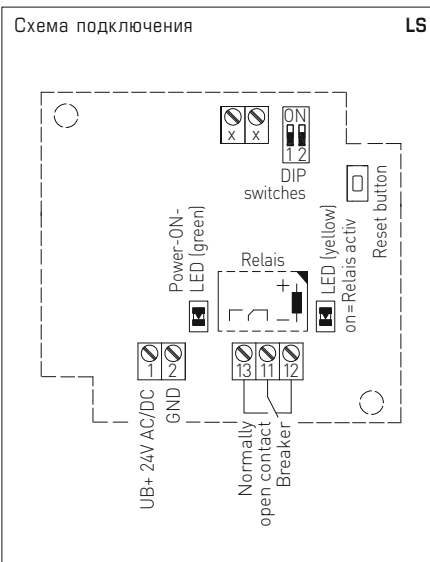 Схема подключения
LS
x x
ON
1 2
DIP
switches
Reset button
Power-ON-
LED (green)
Relais
+
−
LED (yellow)
on=Relais activ
1 2
13 11 12
UB+ 24V AC/DC
GND
Normally
open contact
Breaker